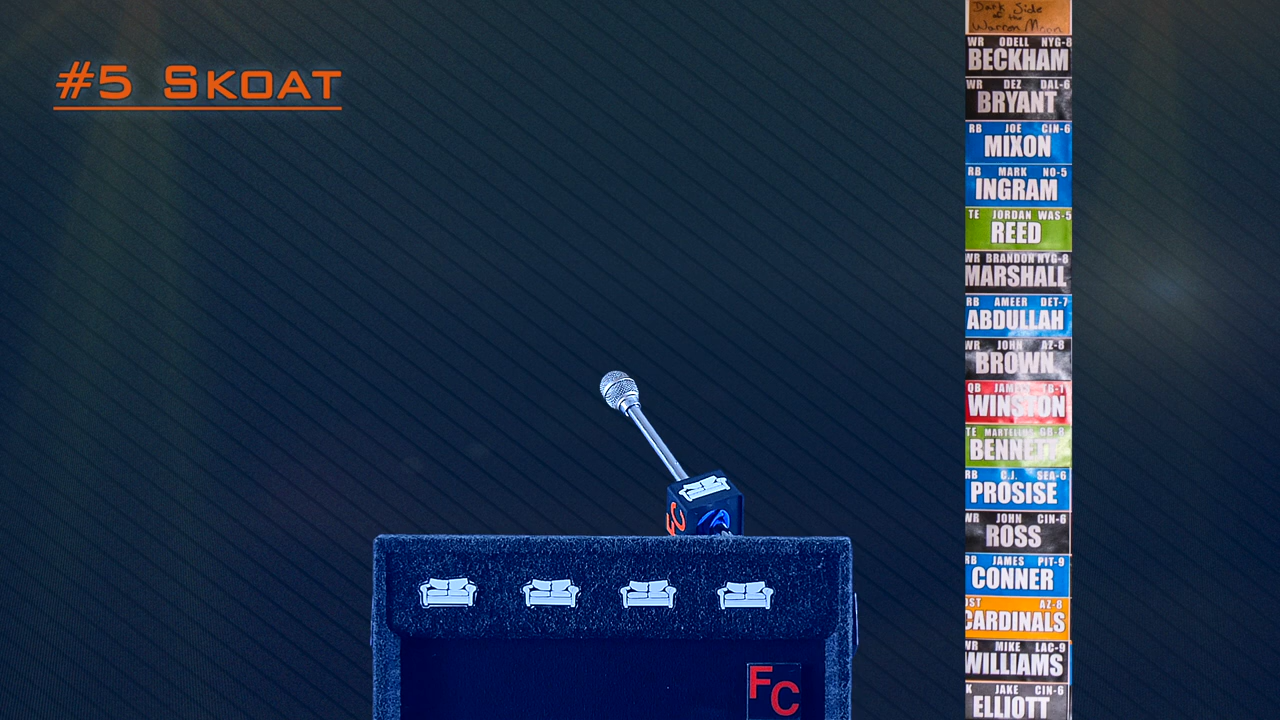 #5 Skoat
Dark Side
of the
Warren Moon
WR ODELL NYG-8
BECKHAM
WR DEZ DAL-6
BRYANT
RB JOE CIN-6
MIXON
RB MARK NO-5
INGRAM
TE JORDAN WAS-5
REED
WR BRANDON NYG-8
MARSHALL
RB AMEER DET-7
ABDULLAH
WR JOHN AZ-8
BROWN
QB JAMEIS TB-11
WINSTON
TE MARTELLUS GB-8
BENNETT
RB C.J. SEA-6
PROSISE
WR JOHN CIN-6
ROSS
RB JAMES PIT-9
CONNER
DST AZ-8
CARDINALS
WR MIKE LAC-9
WILLIAMS
K JAKE CIN-6
ELLIOTT
FC
FC